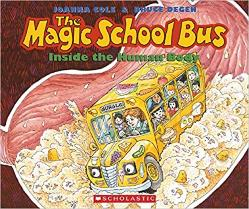 JOANNA COLE & BRUCE DEGEN
The
Magic School Bus
Inside the Human Body
SCHOLASTIC